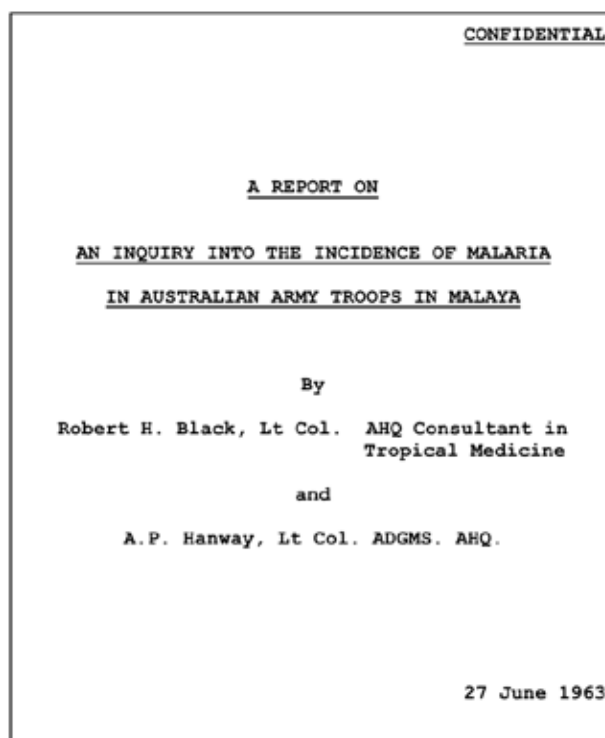 CONFIDENTIAL
A REPORT ON
AN INQUIRY INTO THE INCIDENCE OF MALARIA
IN AUSTRALIAN ARMY TROOPS IN MALAYA
By
Robert H. Black, Lt Col. AHQ Consultant in
Tropical Medicine
and
A.P. Hanway, Lt Col. ADGMS. AHQ.
27 June 1963